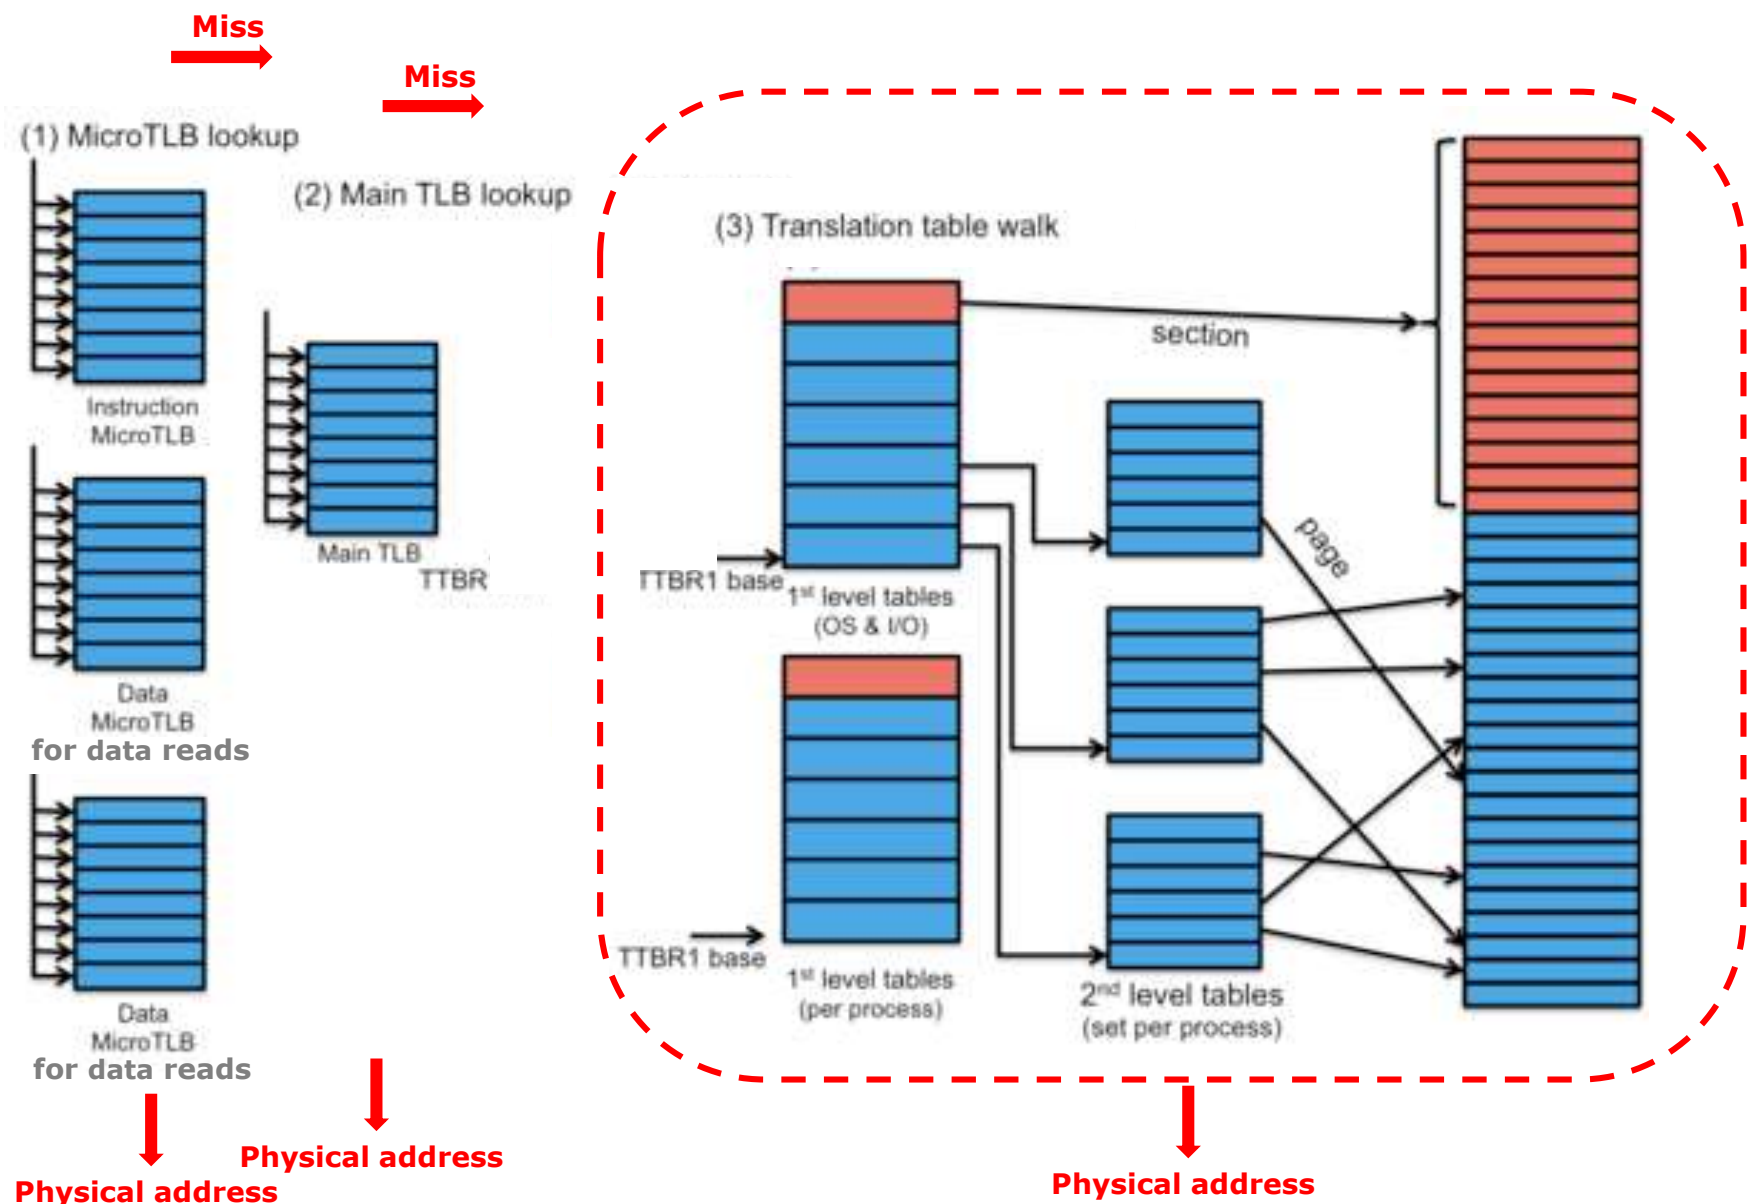 Miss
Miss
(1) MicroTLB lookup
(2) Main TLB lookup
(3) Translation table walk
section
Instruction
MicroTLB
page
Main TLB
TTBR
TTBR1 base
1st level tables
(OS & I/O)
Data
MicroTLB
for data reads
TTBR1 base
1st level tables
(per process)
2nd level tables
(set per process)
Data
MicroTLB
for data reads
Physical address
Physical address
Physical address